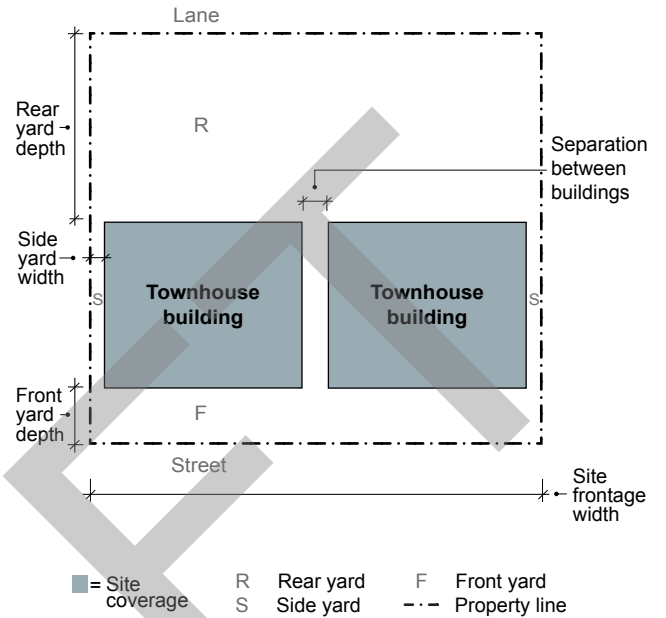 Lane
Rear
yard
depth
R
Separation
between
buildings
Side
yard
width
S
Townhouse
building
Townhouse
building
S
Front
yard
depth
F
Street
Site
frontage
width
= Site
coverage
R Rear yard
S Side yard
F Front yard
Property line